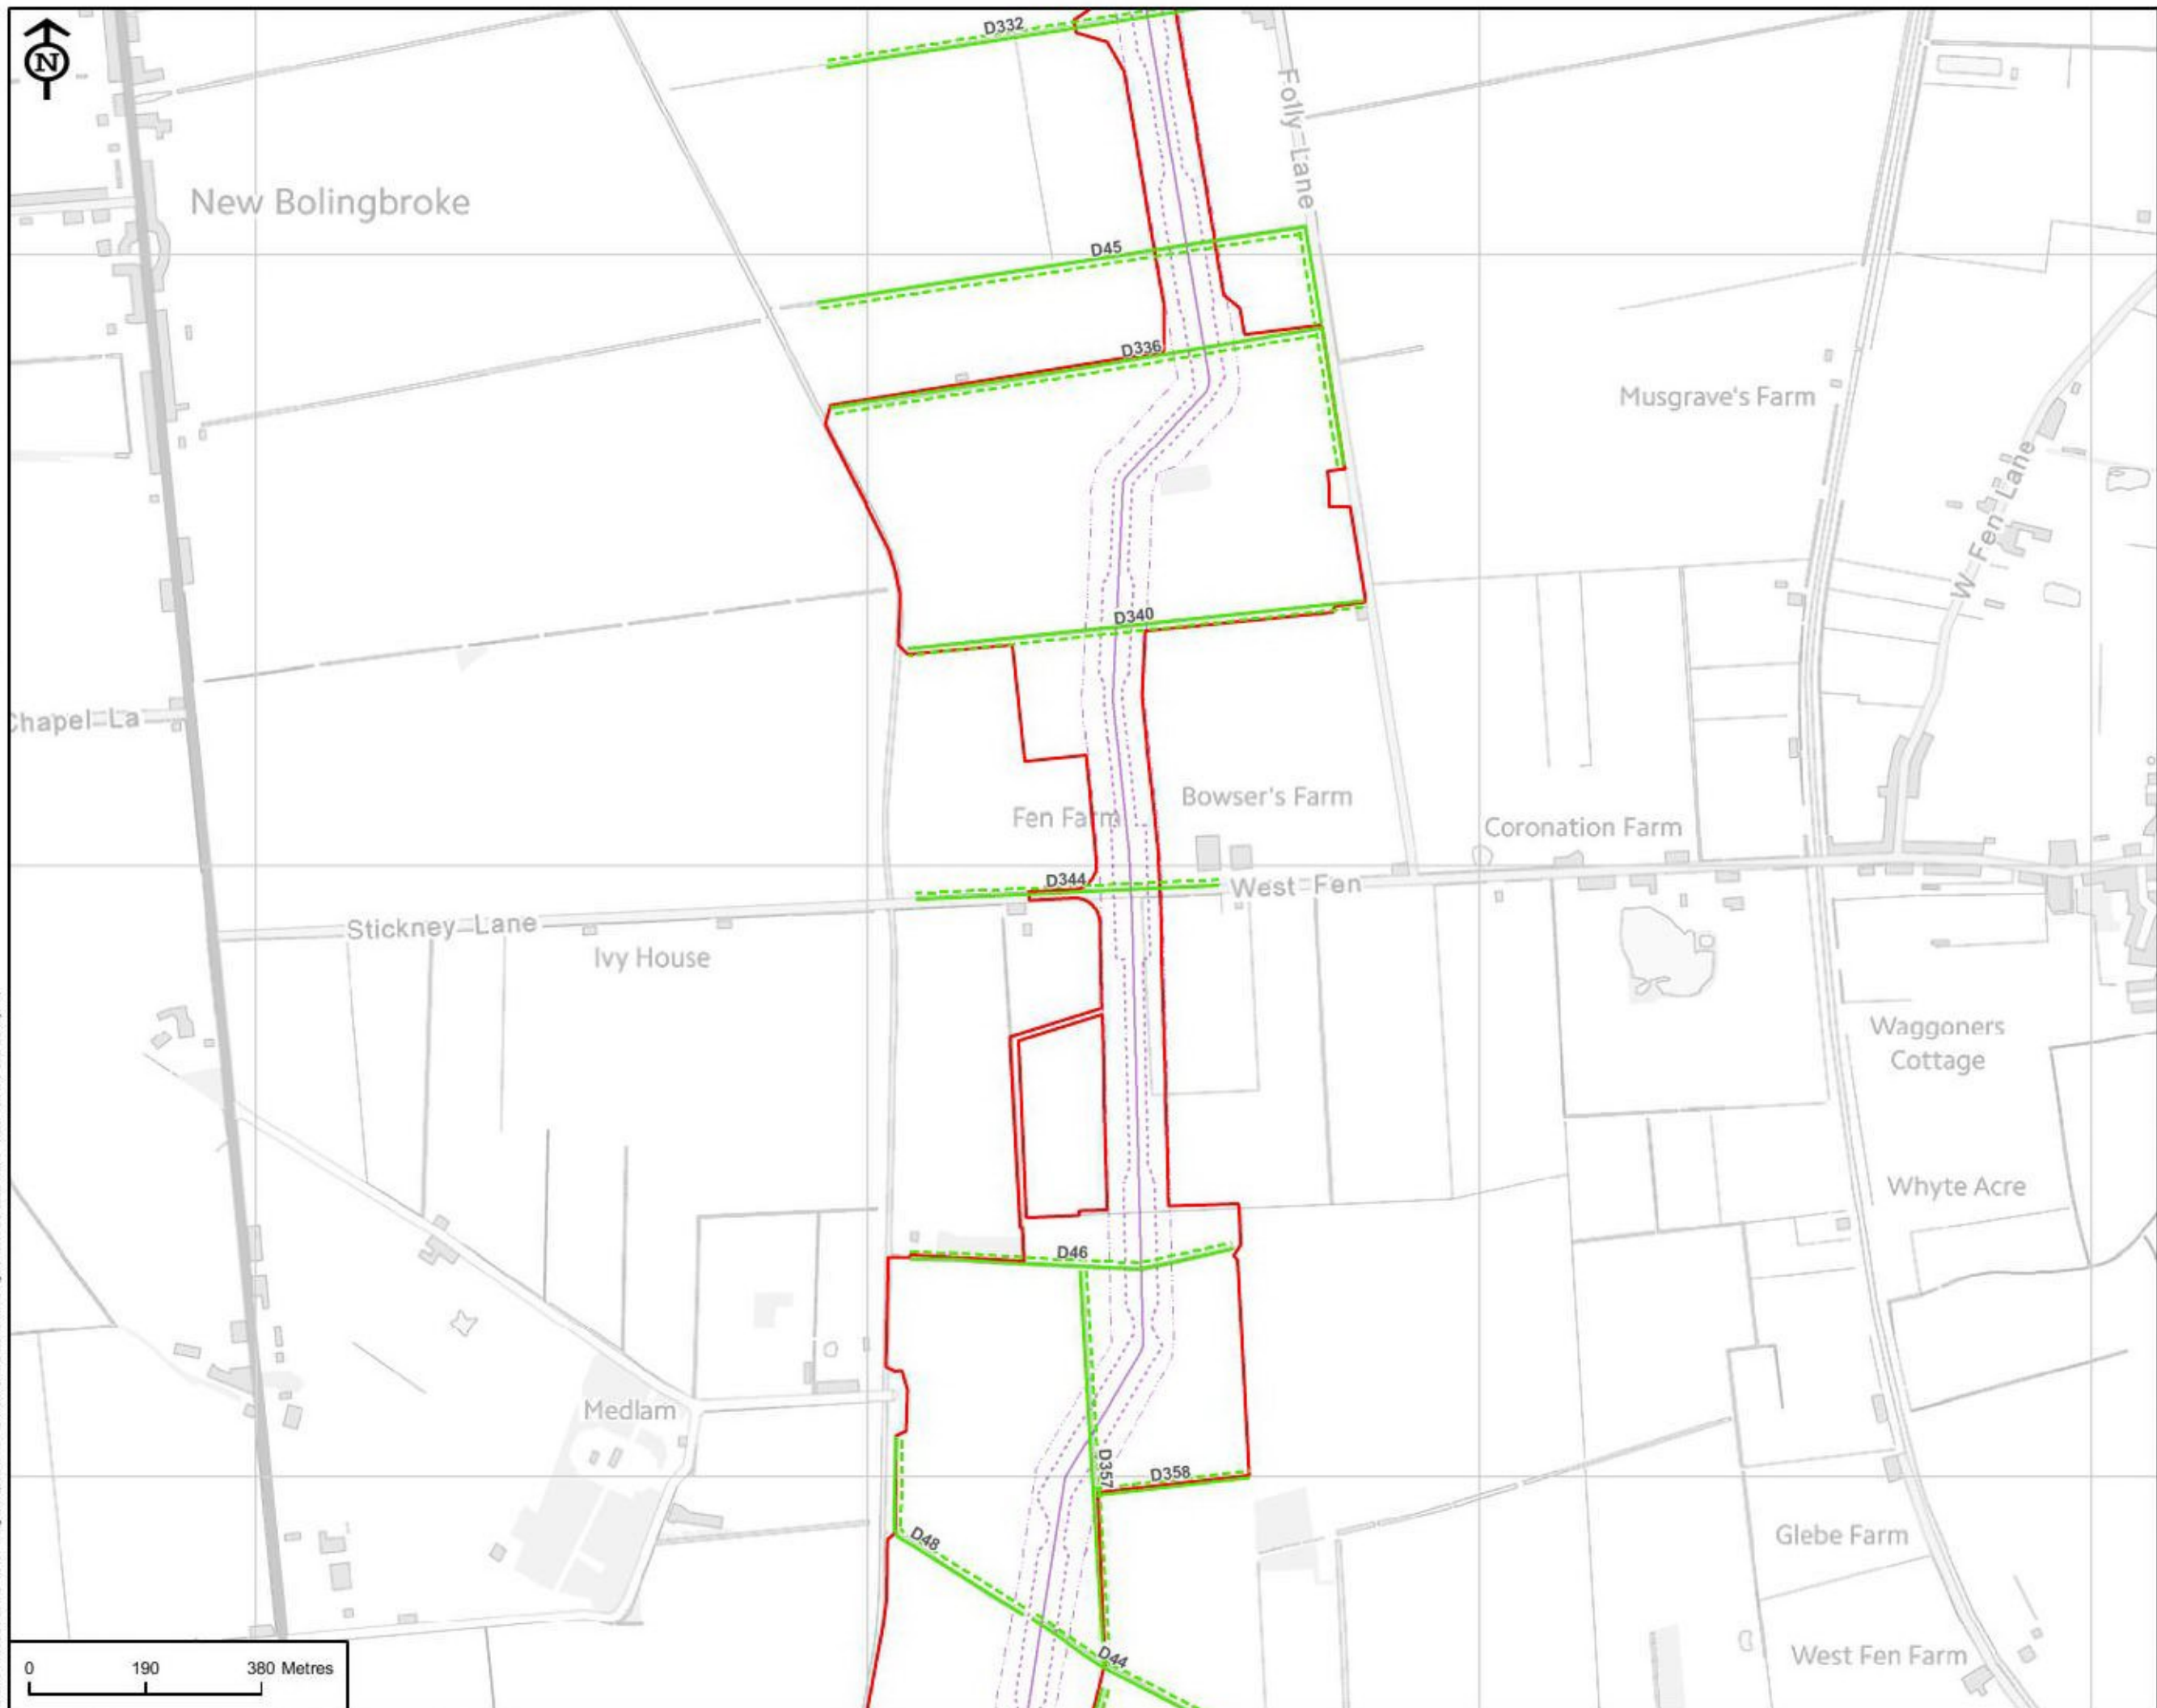 D332
N
Folly Lane
New Bolingbroke
D45
D336
Musgrave's Farm
W Fen Lane
D340
Chapel La
Bowser's Farm
Fen Farm
Coronation Farm
D344
West Fen
Stickney Lane
Ivy House
Waggoners
Cottage
Whyte Acre
D46
Medlam
D357
D358
D48
Glebe Farm
D44
West Fen Farm
0 190 380 Metres